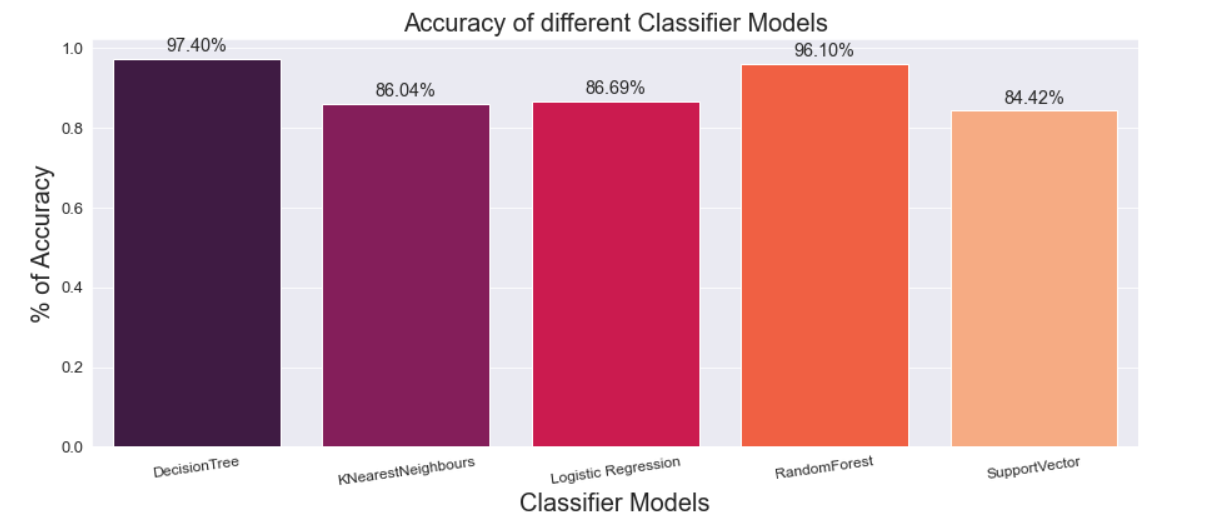 Accuracy of different Classifier Models
% of Accuracy
1.0
0.8
0.6
0.4
0.2
0.0
97.40%
86.04%
86.69%
96.10%
84.42%
DecisionTree
KNearestNeighbours
Logistic Regression
RandomForest
SupportVector
Classifier Models